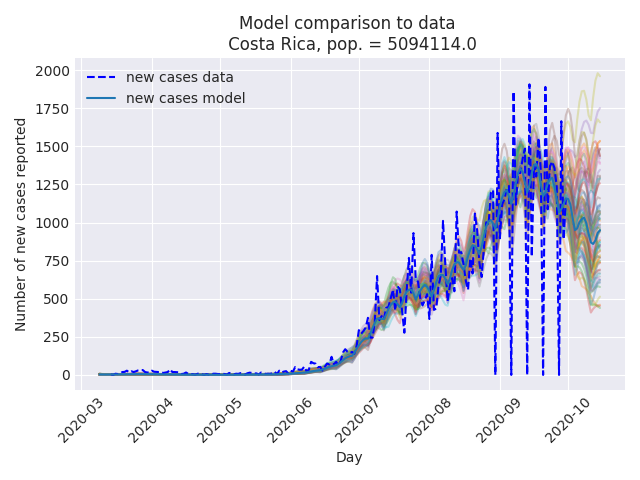 Model comparison to data
Costa Rica, pop. = 5094114.0
new cases data
new cases model
Number of new cases reported
2000
1750
1500
1250
1000
750
500
250
0
2020-03
2020-04
2020-05
2020-06
2020-07
2020-08
2020-09
2020-10
Day